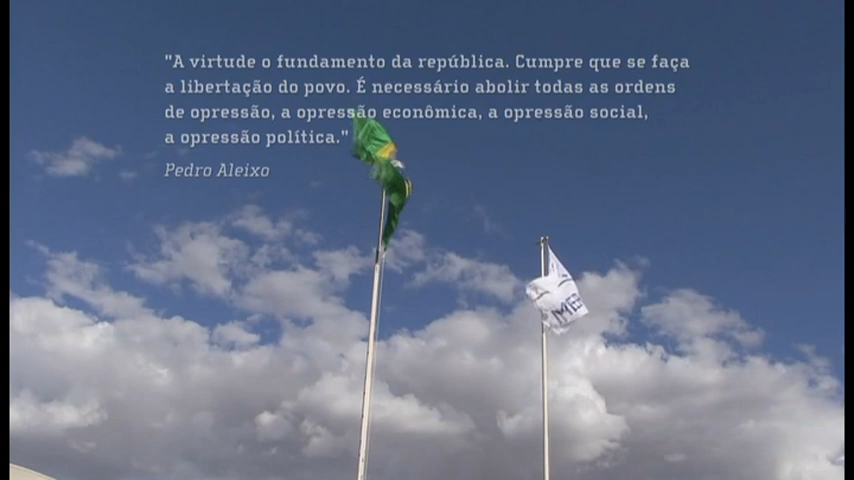 "A virtude o fundamento da república. Cumpre que se faça
a libertação do povo. É necessário abolir todas as ordens
de opressão, a opressão econômica, a opressão social,
a opressão política."
Pedro Aleixo